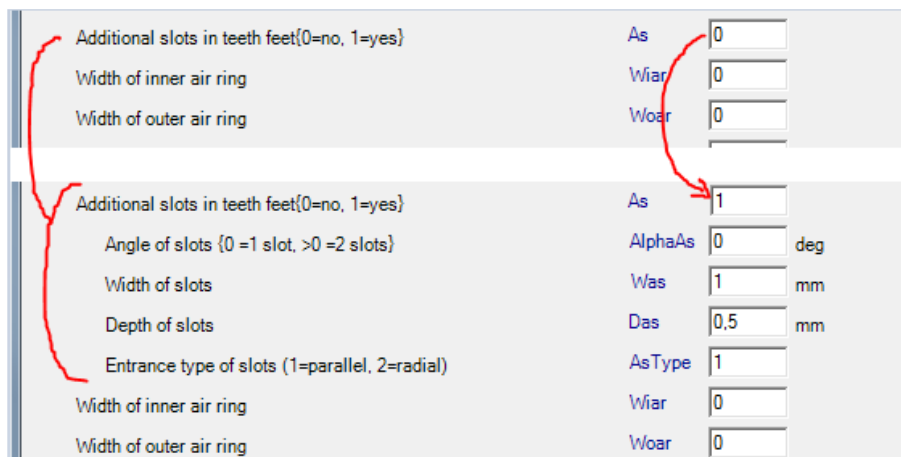 Additional slots in teeth feet{0=no, 1=yes} As 0
Width of inner air ring Wiar 0
Width of outer air ring Woar 0
Additional slots in teeth feet{0=no, 1=yes} As 1
Angle of slots {0 =1 slot, >0 =2 slots} AlphaAs 0 deg
Width of slots Was 1 mm
Depth of slots Das 0,5 mm
Entrance type of slots (1=parallel, 2=radial) AsType 1
Width of inner air ring Wiar 0
Width of outer air ring Woar 0